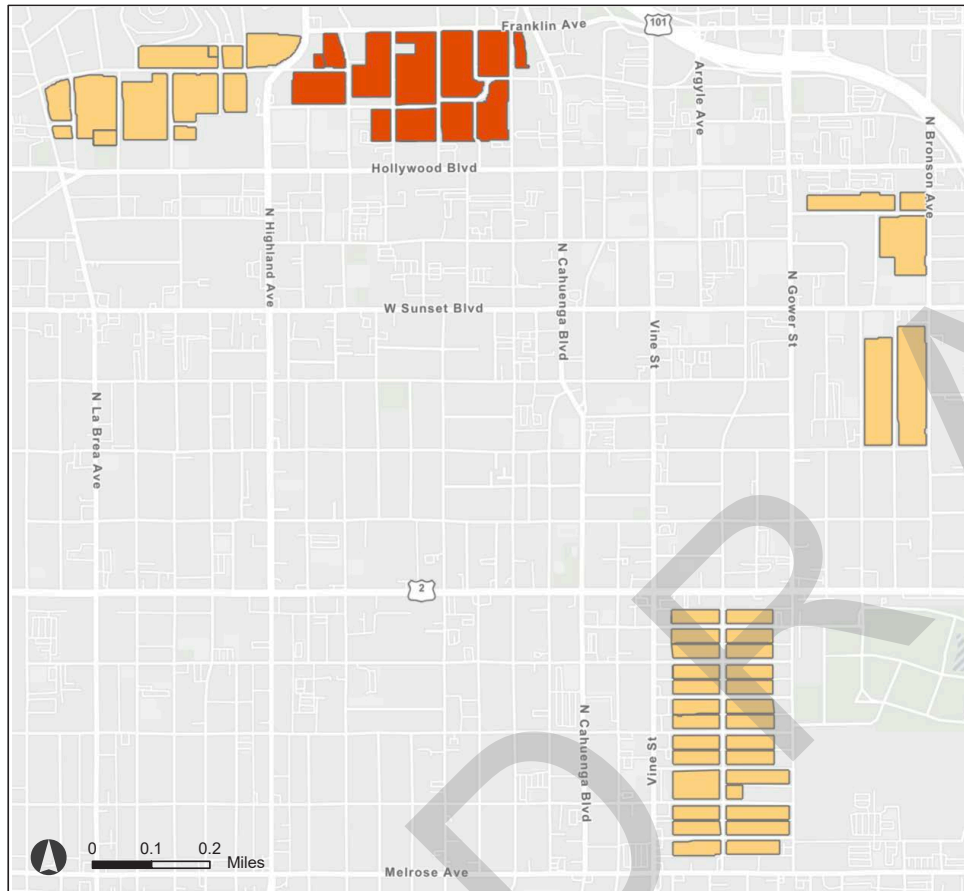 Franklin Ave
101
Argyle Ave
N Bronson Ave
Hollywood Blvd
N Highland Ave
N Cahuenga Blvd
N Gower St
W Sunset Blvd
Vine St
N La Brea Ave
2
N Cahuenga Blvd
Vine St
0 0.1 0.2
Miles
Melrose Ave
DRA